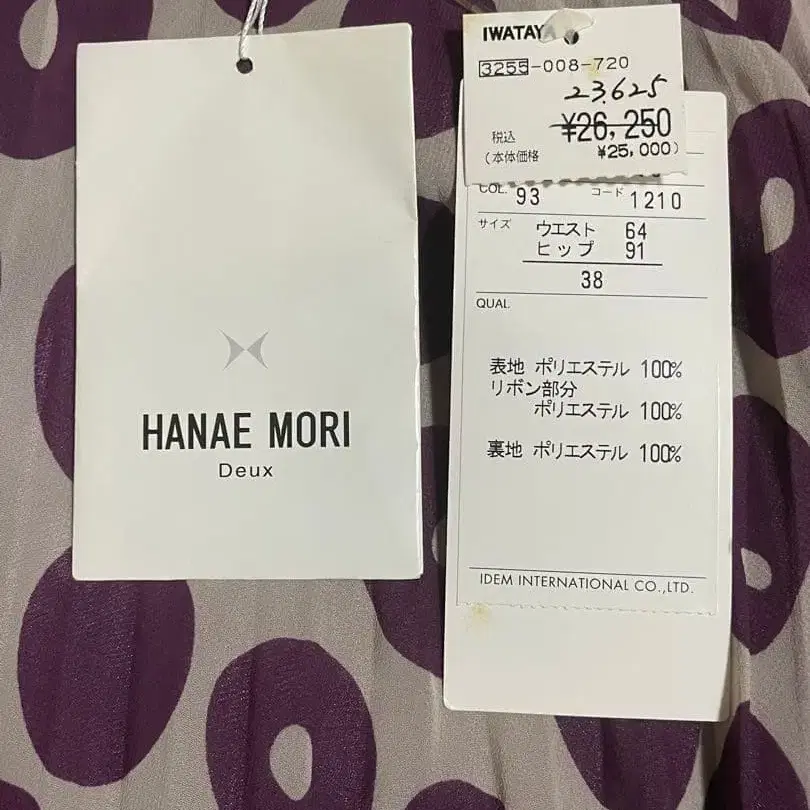 HANAE MORI
Deux
IWATAYA
3255-008-720
23.625
税込 ¥26,250
(本体価格 ¥25,000)
COL. 93 コード 1210
サイズ ウエスト 64
ヒップ 91
38
QUAL.
表地 ポリエステル 100%
リボン部分
ポリエステル 100%
裏地 ポリエステル 100%
IDEM INTERNATIONAL CO.,LTD.